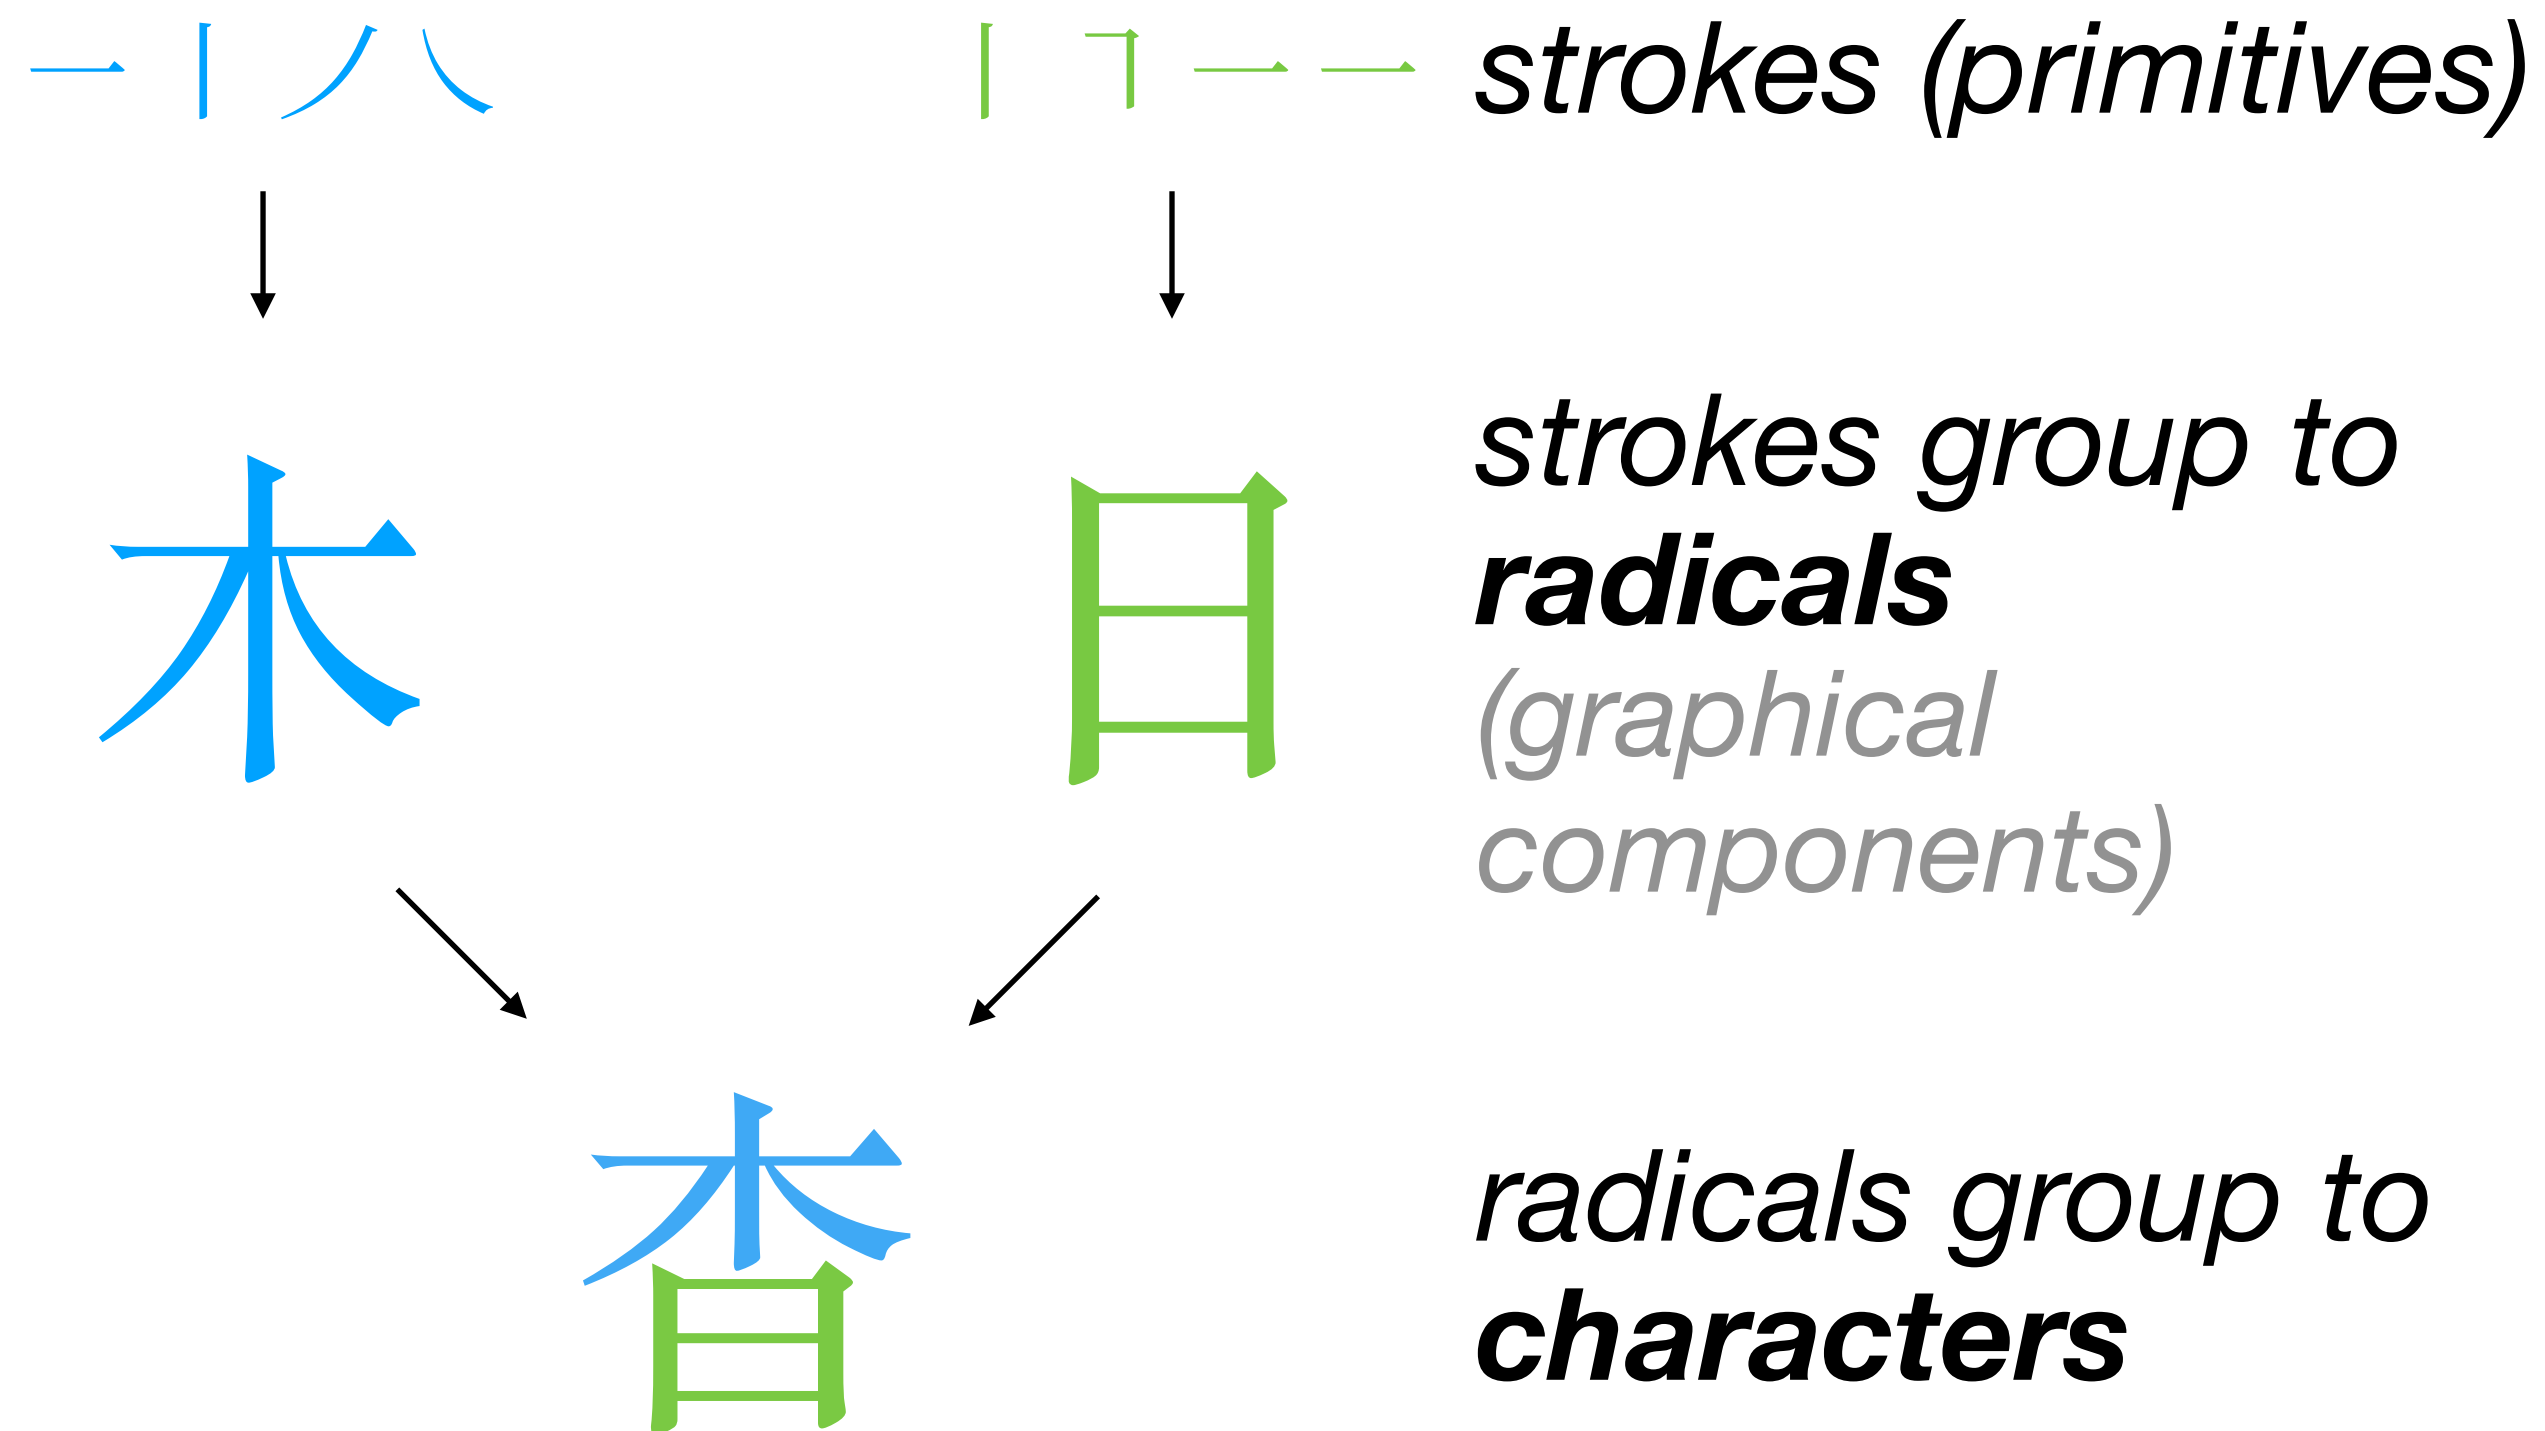 一丨丿㇏ 丨𠃍一一 strokes (primitives)
木 日 strokes group to
radicals
(graphical
components)
杳 radicals group to
characters